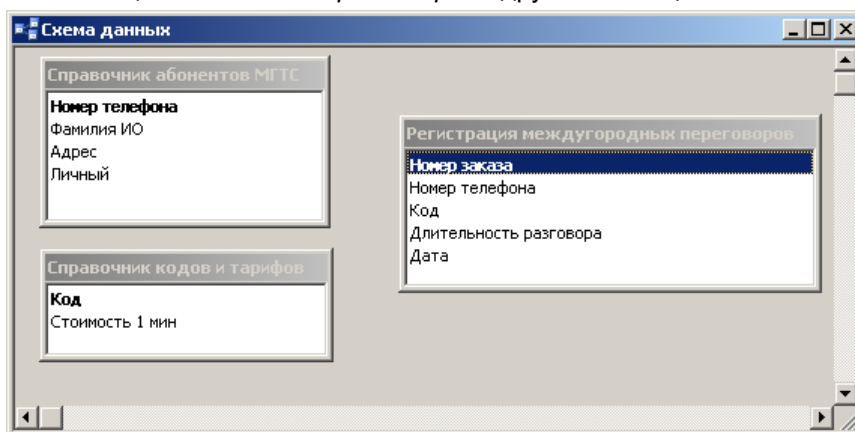 Схема данных
Справочник абонентов МГТС
Номер телефона
Фамилия ИО
Адрес
Личный
Регистрация междугородных переговоров
Номер заказа
Номер телефона
Код
Длительность разговора
Дата
Справочник кодов и тарифов
Код
Стоимость 1 мин